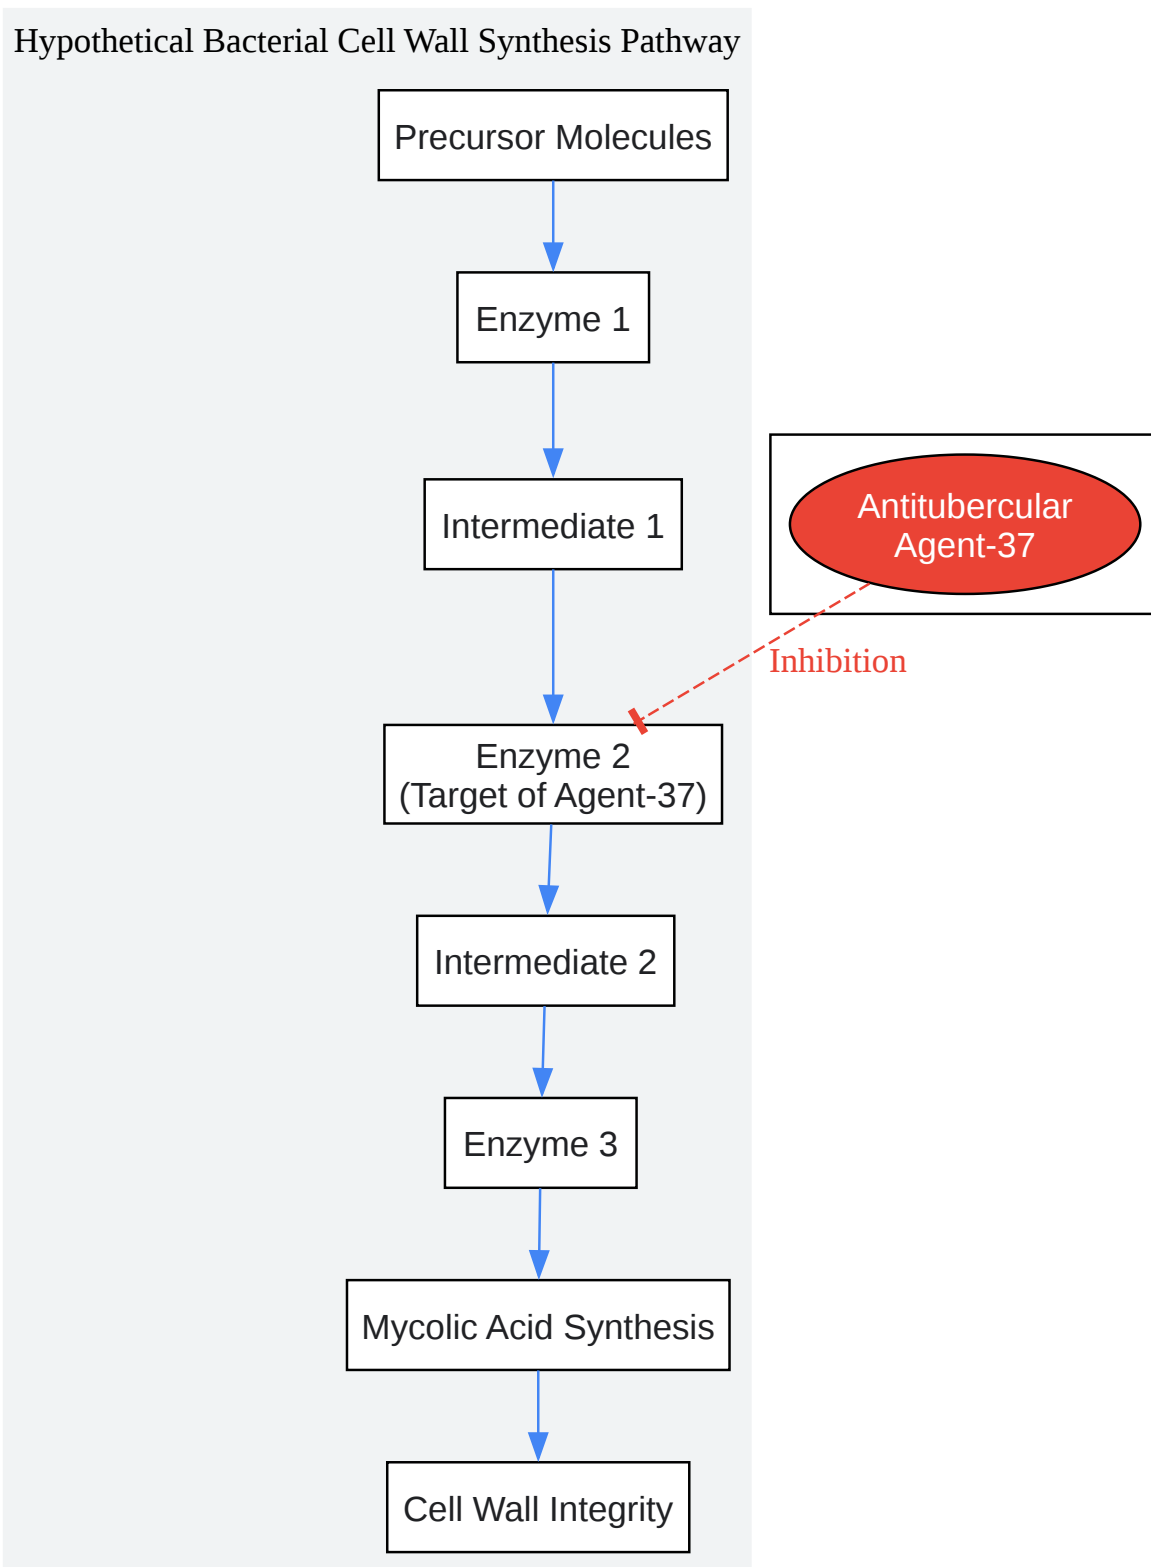 Hypothetical Bacterial Cell Wall Synthesis Pathway
Precursor Molecules
Enzyme 1
Intermediate 1
Antitubercular
Agent-37
Inhibition
Enzyme 2
(Target of Agent-37)
Intermediate 2
Enzyme 3
Mycolic Acid Synthesis
Cell Wall Integrity